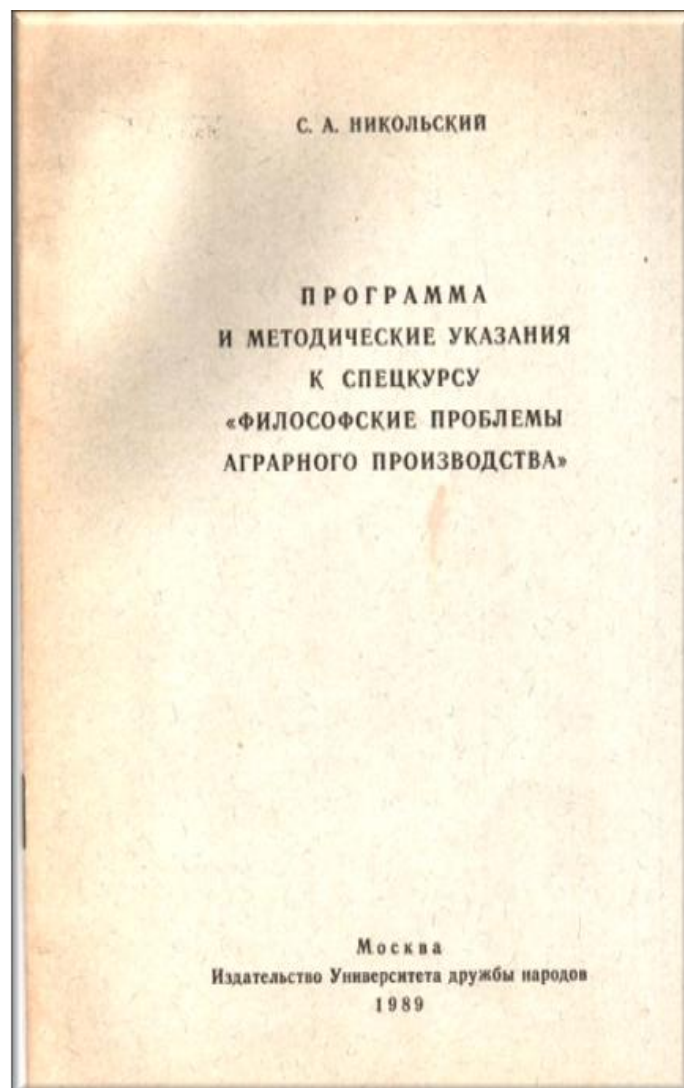 С. А. НИКОЛЬСКИЙ
ПРОГРАММА
И МЕТОДИЧЕСКИЕ УКАЗАНИЯ
К СПЕЦКУРСУ
«ФИЛОСОФСКИЕ ПРОБЛЕМЫ
АГРАРНОГО ПРОИЗВОДСТВА»
Москва
Издательство Университета дружбы народов
1989